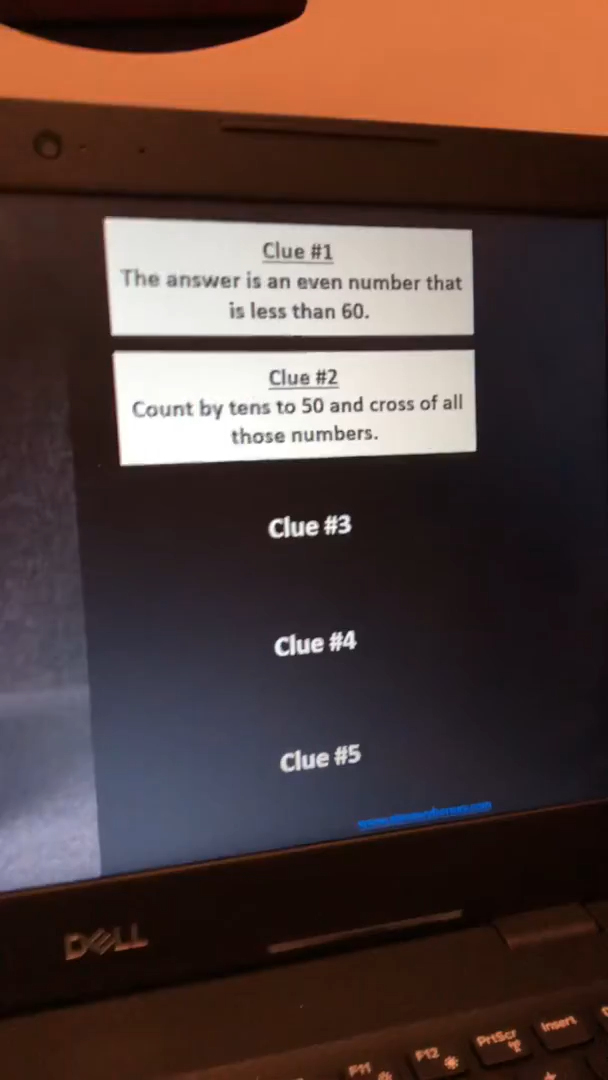 Clue #1
The answer is an even number that
is less than 60.
Clue #2
Count by tens to 50 and cross of all
those numbers.
Clue #3
Clue #4
Clue #5
DELL
F11
F12
PrtScr
Insert